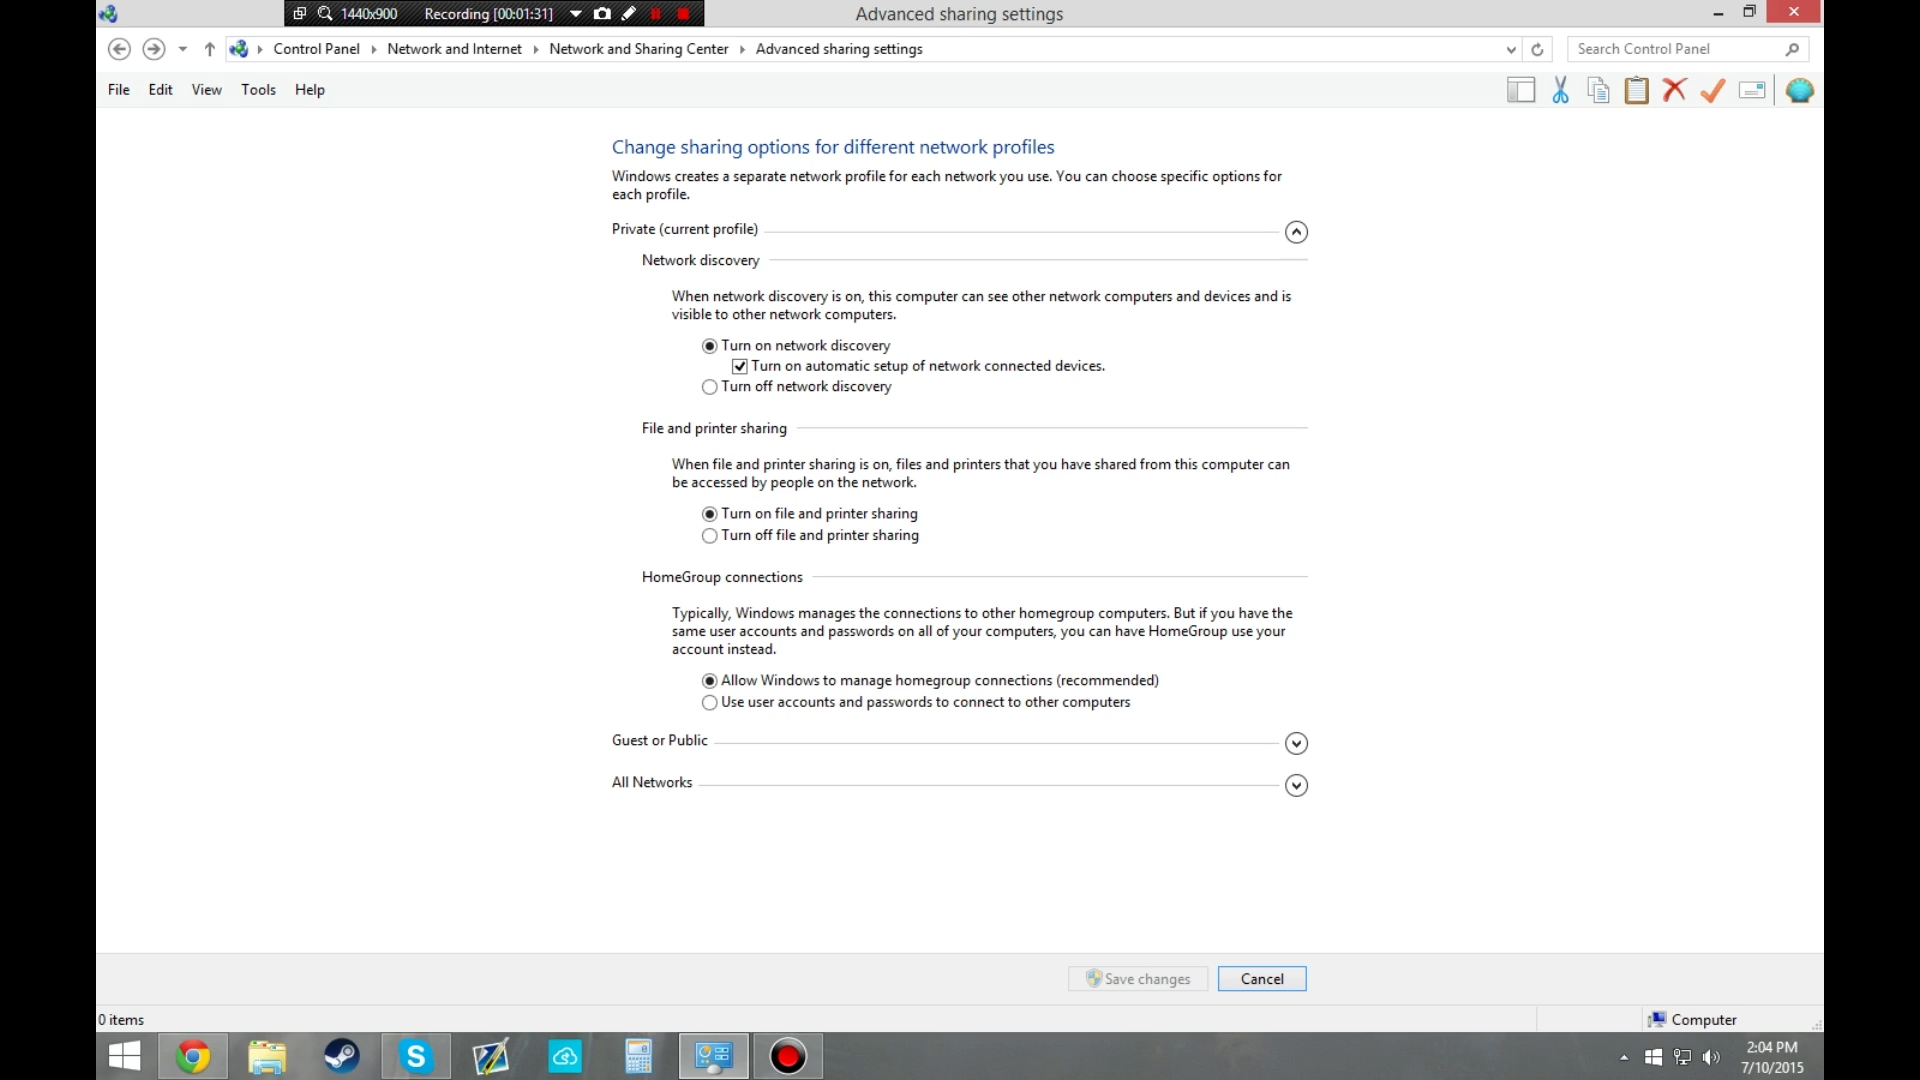 1440x900 Recording [00:01:31] Advanced sharing settings
Control Panel Network and Internet Network and Sharing Center Advanced sharing settings Search Control Panel
File Edit View Tools Help
Change sharing options for different network profiles
Windows creates a separate network profile for each network you use. You can choose specific options for
each profile.
Private (current profile)
Network discovery
When network discovery is on, this computer can see other network computers and devices and is
visible to other network computers.
Turn on network discovery
Turn on automatic setup of network connected devices.
Turn off network discovery
File and printer sharing
When file and printer sharing is on, files and printers that you have shared from this computer can
be accessed by people on the network.
Turn on file and printer sharing
Turn off file and printer sharing
HomeGroup connections
Typically, Windows manages the connections to other homegroup computers. But if you have the
same user accounts and passwords on all of your computers, you can have HomeGroup use your
account instead.
Allow Windows to manage homegroup connections (recommended)
Use user accounts and passwords to connect to other computers
Guest or Public
All Networks
Save changes Cancel
0 items Computer
2:04 PM
7/10/2015